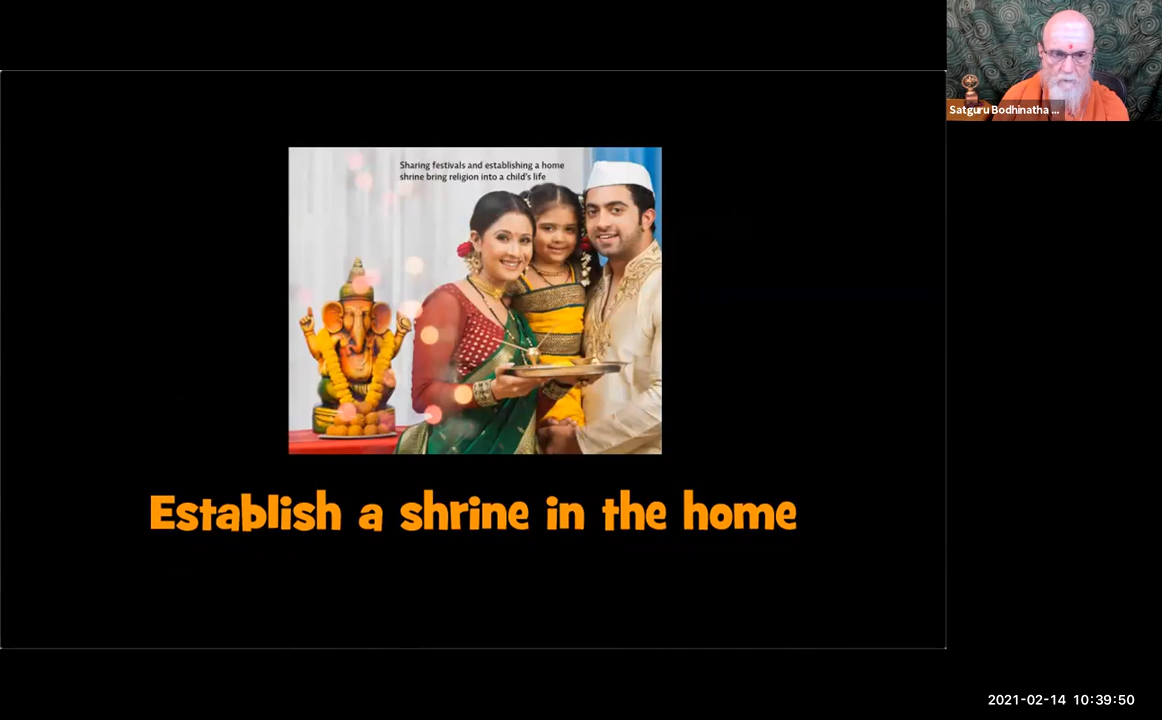 Satguru Bodhinatha ...
Sharing festivals and establishing a home
shrine bring religion into a child's life
Establish a shrine in the home
2021-02-14 10:39:50